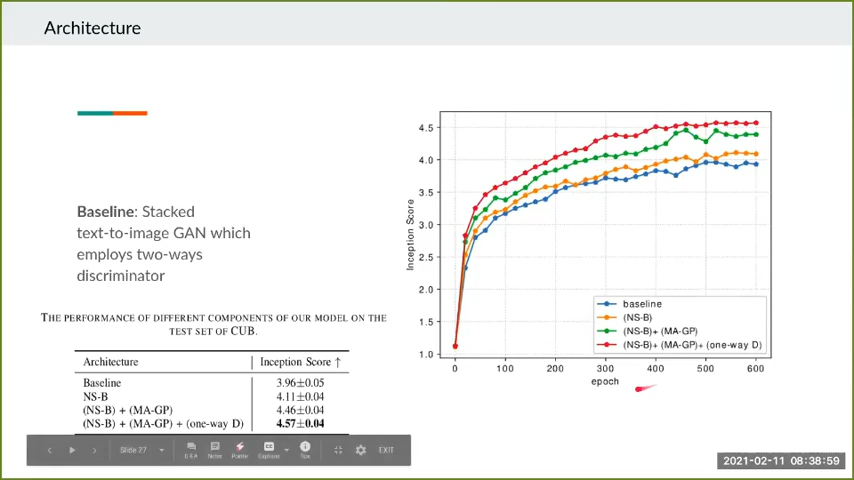 Architecture
Baseline: Stacked
text-to-image GAN which
employs two-ways
discriminator
THE PERFORMANCE OF DIFFERENT COMPONENTS OF OUR MODEL ON THE
TEST SET OF CUB.
Architecture Inception Score ↑
Baseline 3.96±0.05
NS-B 4.11±0.04
(NS-B) + (MA-GP) 4.46±0.04
(NS-B) + (MA-GP) + (one-way D) 4.57±0.04
Inception Score
4.5
4.0
3.5
3.0
2.5
2.0
1.5
1.0
baseline
(NS-B)
(NS-B)+ (MA-GP)
(NS-B)+ (MA-GP)+ (one-way D)
0 100 200 300 400 500 600
epoch
Slide 27
Q & A
Notes
Pointer
Captions
Tips
EXIT
2021-02-11 08:38:59